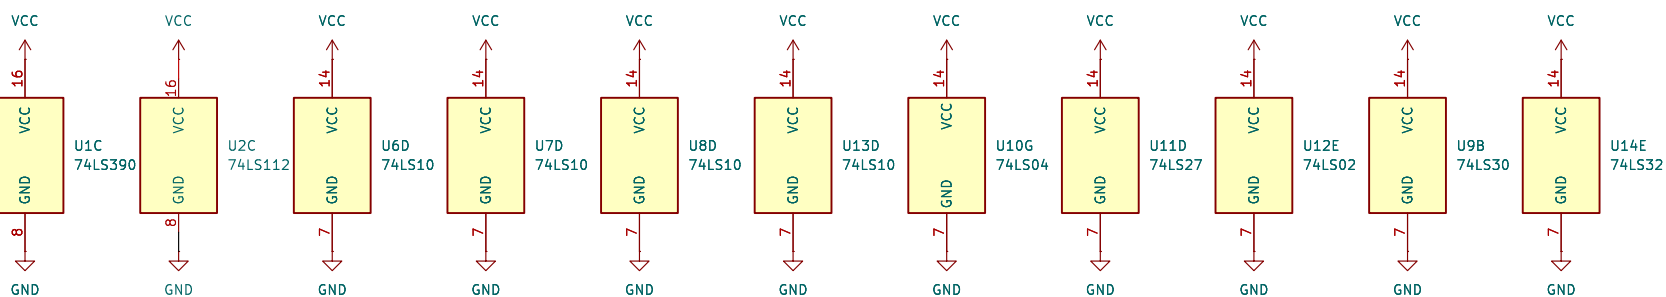 VCC VCC VCC VCC VCC VCC VCC VCC VCC VCC VCC
16 16 14 14 14 14 14 14 14 14 14
VCC VCC VCC VCC VCC VCC VCC VCC VCC VCC VCC
U1C U2C U6D U7D U8D U13D U10G U11D U12E U9B U14E
74LS390 74LS112 74LS10 74LS10 74LS10 74LS10 74LS04 74LS27 74LS02 74LS30 74LS32
GND GND GND GND GND GND GND GND GND GND GND
8 8 7 7 7 7 7 7 7 7 7
GND GND GND GND GND GND GND GND GND GND GND